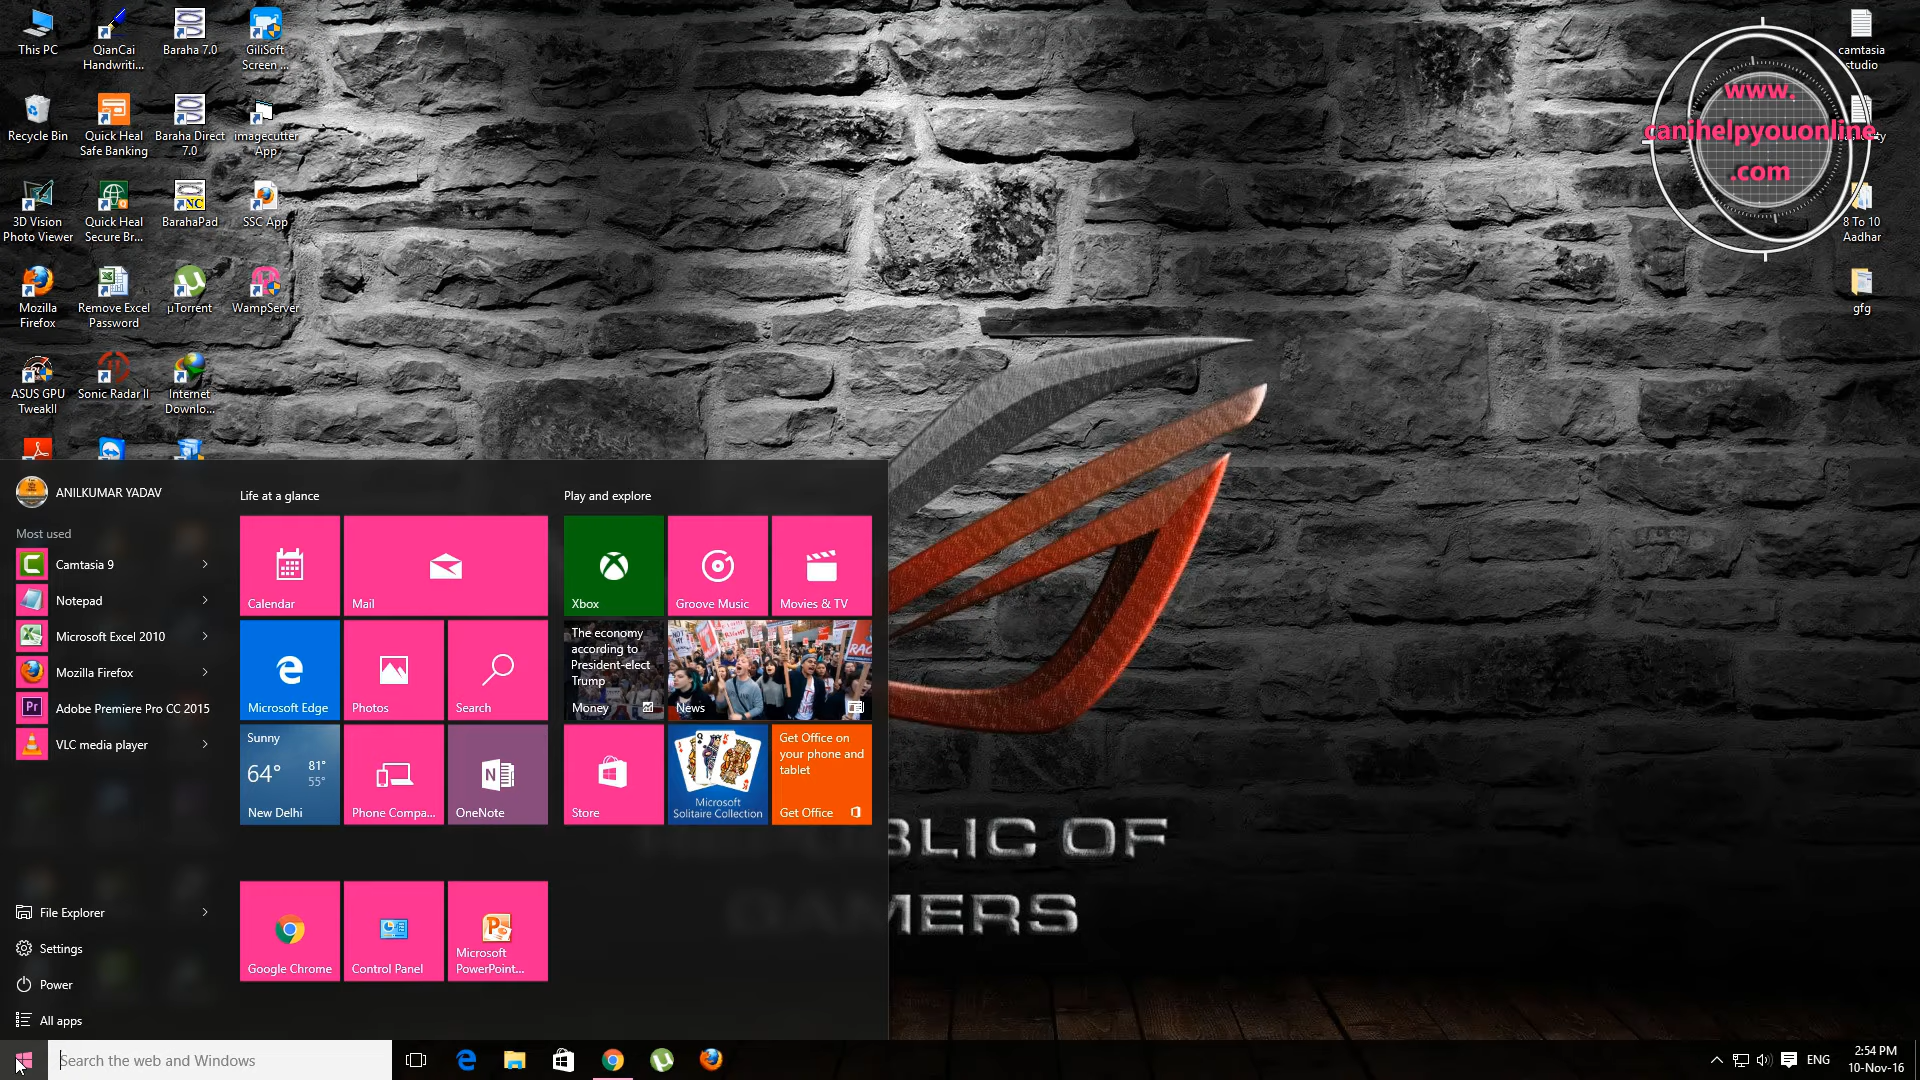 This PC
QianCai
Handwriti...
Baraha 7.0
GiliSoft
Screen ...
Recycle Bin
Quick Heal
Safe Banking
Baraha Direct
7.0
imagecutter
App
3D Vision
Photo Viewer
Quick Heal
Secure Br...
BarahaPad
SSC App
Mozilla
Firefox
Remove Excel
Password
µTorrent
WampServer
ASUS GPU
TweakII
Sonic Radar II
Internet
Downlo...
camtasia
studio
www.
canihelpyouonline
.com
8 To 10
Aadhar
gfg
ANILKUMAR YADAV
Most used
Camtasia 9
Notepad
Microsoft Excel 2010
Mozilla Firefox
Adobe Premiere Pro CC 2015
VLC media player
File Explorer
Settings
Power
All apps
Life at a glance
Calendar
Mail
Microsoft Edge
Photos
Search
Sunny
64° 81°
55°
New Delhi
Phone Compa...
OneNote
Google Chrome
Control Panel
Microsoft
PowerPoint...
Play and explore
Xbox
Groove Music
Movies & TV
The economy
according to
President-elect
Trump
Money
News
Store
Microsoft
Solitaire Collection
Get Office on
your phone and
tablet
Get Office
REPUBLIC OF
GAMERS
Search the web and Windows
ENG
2:54 PM
10-Nov-16